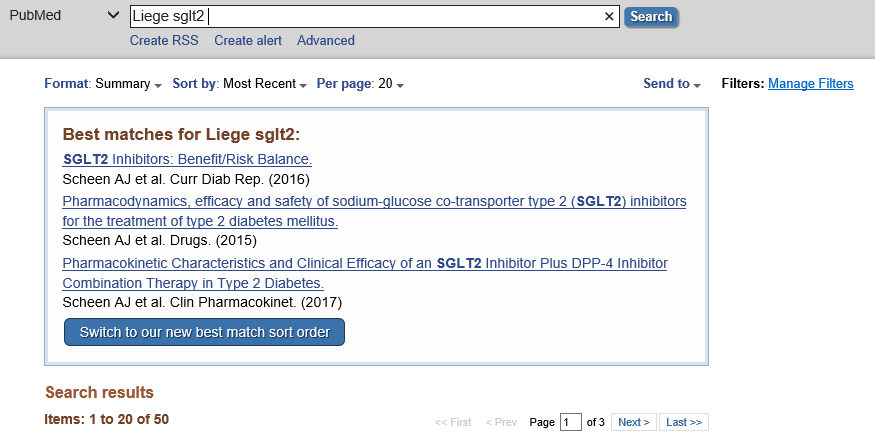 PubMed
Liege sglt2
×
Search
Create RSS Create alert Advanced
Format: Summary Sort by: Most Recent Per page: 20 Send to Filters: Manage Filters
Best matches for Liege sglt2:
SGLT2 Inhibitors: Benefit/Risk Balance.
Scheen AJ et al. Curr Diab Rep. (2016)
Pharmacodynamics, efficacy and safety of sodium-glucose co-transporter type 2 (SGLT2) inhibitors
for the treatment of type 2 diabetes mellitus.
Scheen AJ et al. Drugs. (2015)
Pharmacokinetic Characteristics and Clinical Efficacy of an SGLT2 Inhibitor Plus DPP-4 Inhibitor
Combination Therapy in Type 2 Diabetes.
Scheen AJ et al. Clin Pharmacokinet. (2017)
Switch to our new best match sort order
Search results
Items: 1 to 20 of 50
<< First < Prev Page 1 of 3 Next > Last >>